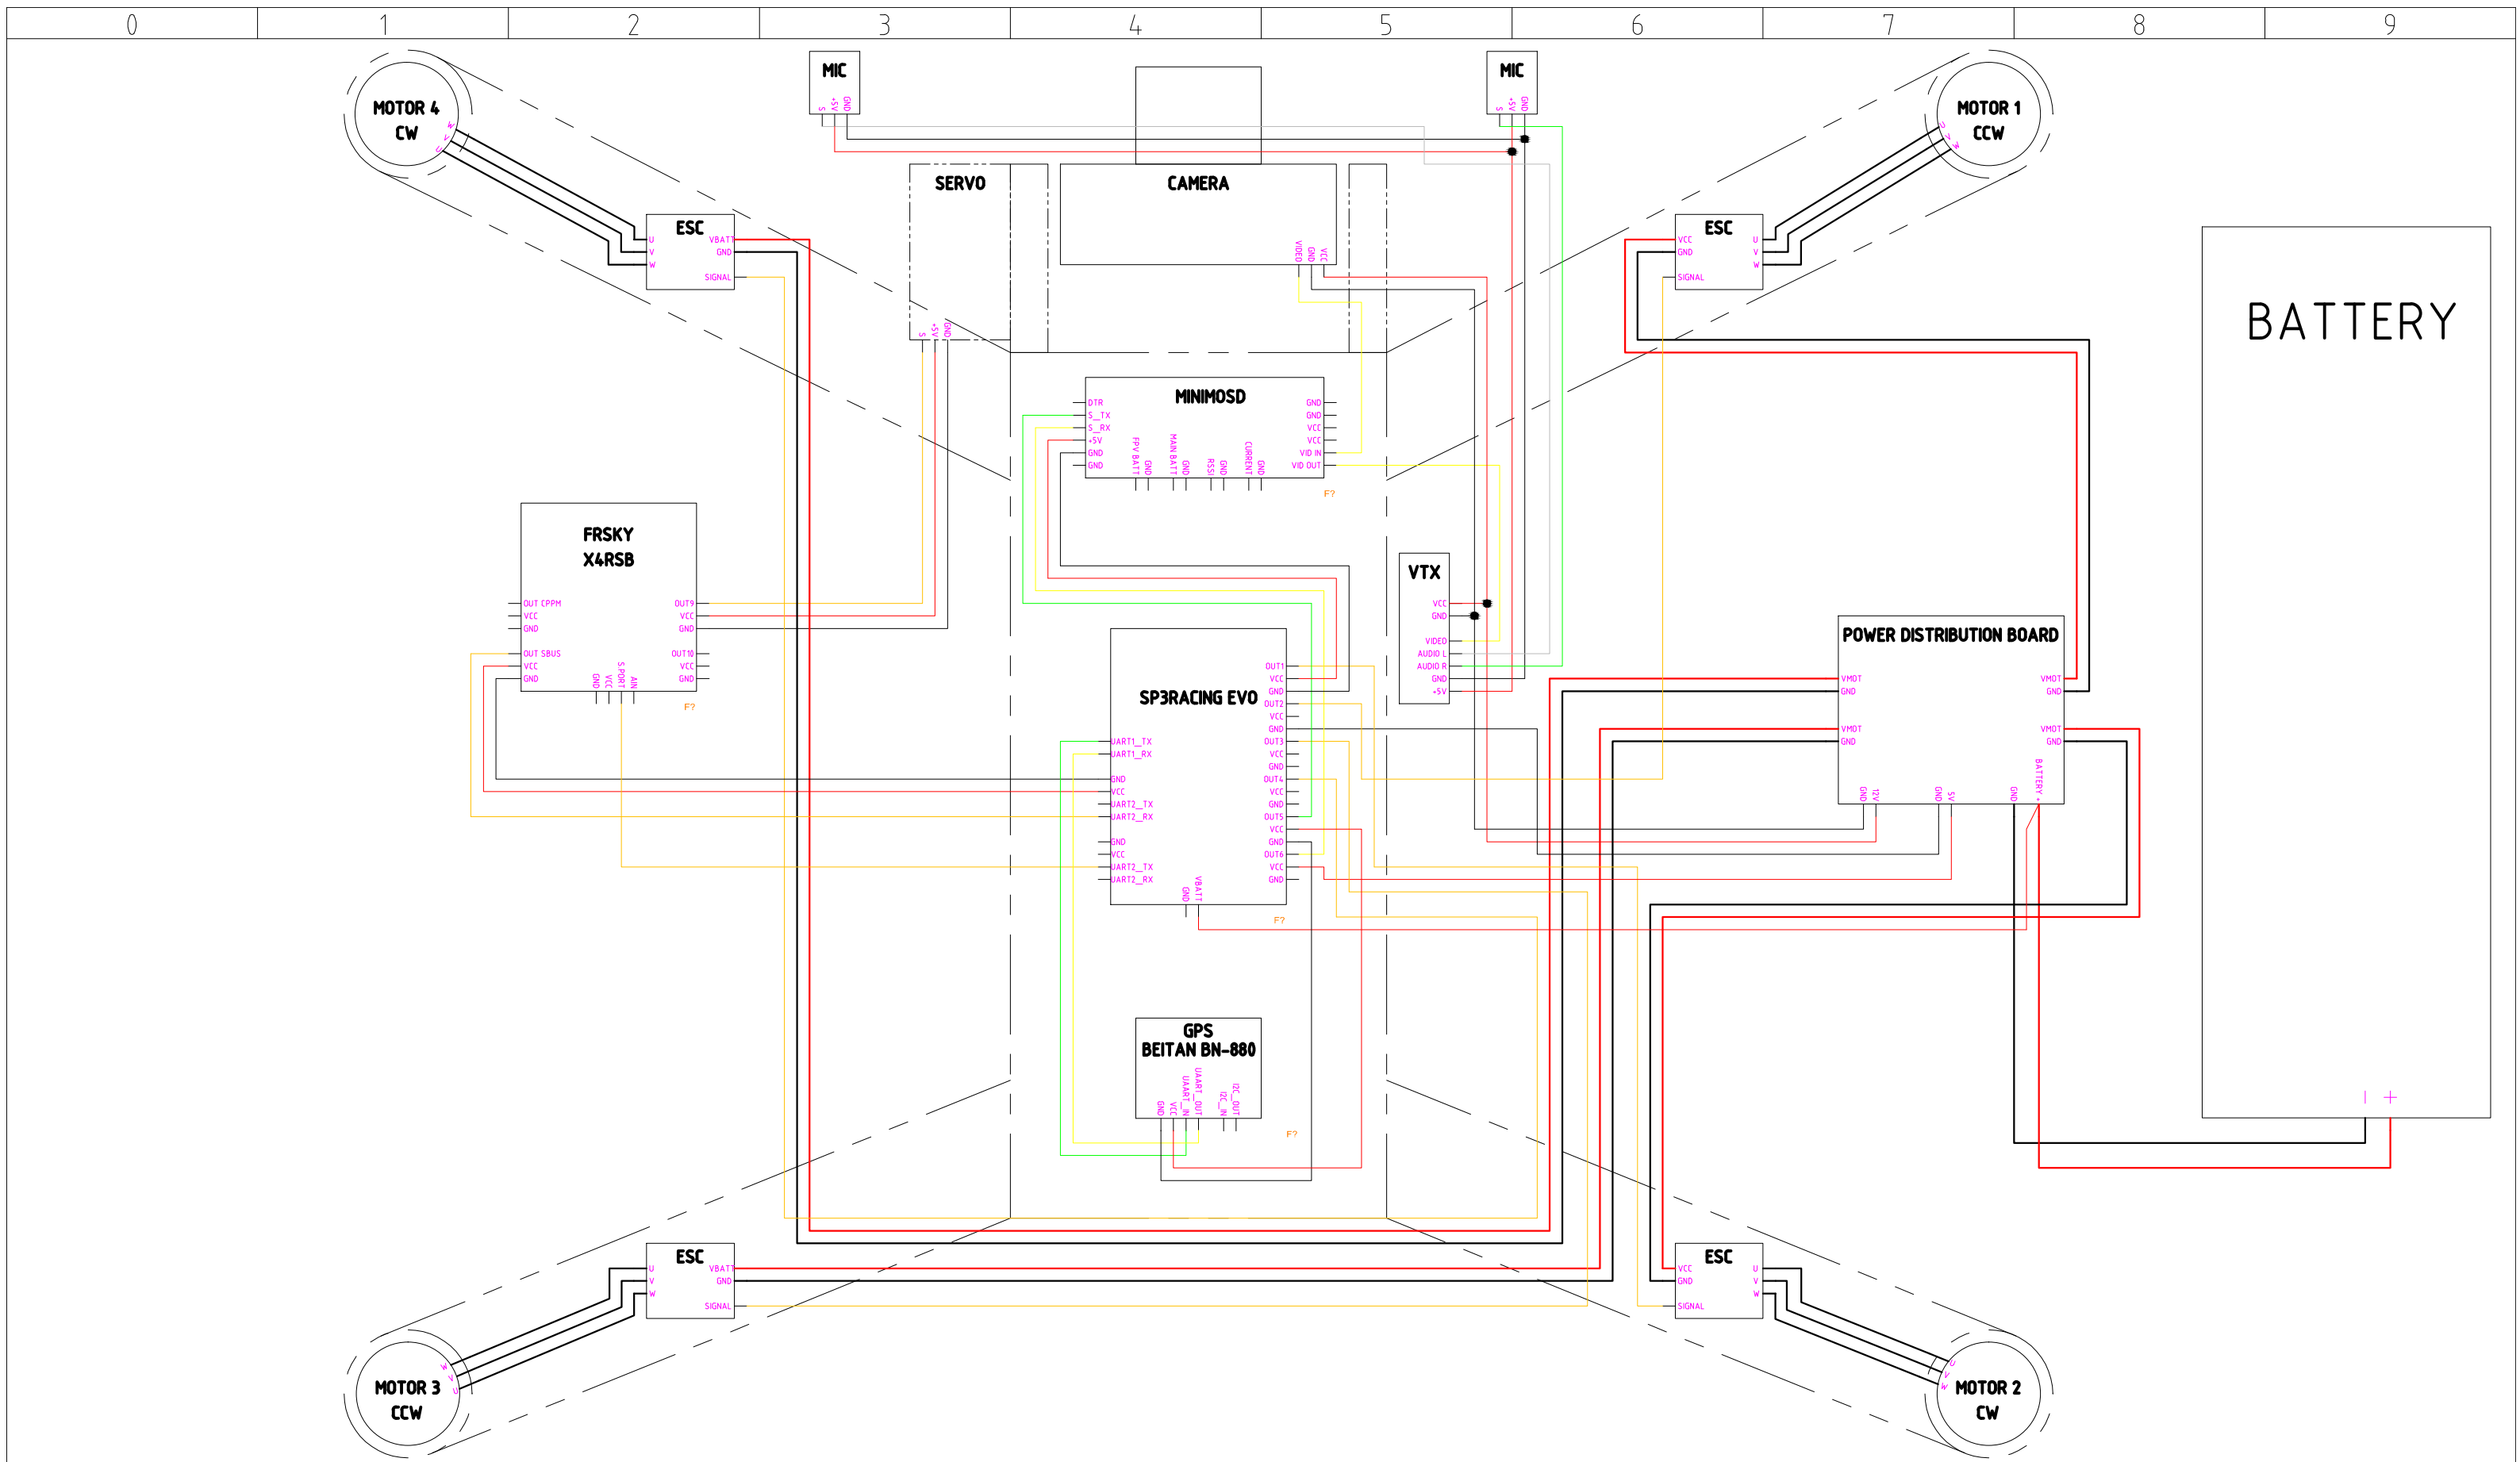 0 1 2 3 4 5 6 7 8 9
MOTOR 4
CW
W
V
U
MIC
S
+5V
GND
MIC
S
+5V
GND
MOTOR 1
CCW
U
V
W
SERVO
S
+5V
GND
CAMERA
VIDEO
GND
VCC
ESC
U
V
W
VBATT
GND
SIGNAL
ESC
VCC
GND
SIGNAL
U
V
W
BATTERY
- +
MINIMOSD
DTR
S_TX
S_RX
+5V
GND
GND
FPV BATT
GND
MAIN BATT
GND
RSSI
GND
CURRENT
GND
GND
GND
VCC
VCC
VID IN
VID OUT
F?
FRSKY
X4RSB
OUT CPPM
VCC
GND
OUT SBUS
VCC
GND
GND
VCC
S.PORT
AIN
OUT9
VCC
GND
OUT10
VCC
GND
F?
VTX
VCC
GND
VIDEO
AUDIO L
AUDIO R
GND
+5V
POWER DISTRIBUTION BOARD
VMOT
GND
VMOT
GND
VMOT
GND
VMOT
GND
GND
12V
GND
5V
GND
BATTERY +
SP3RACING EVO
UART1_TX
UART1_RX
GND
VCC
UART2_TX
UART2_RX
GND
VCC
UART2_TX
UART2_RX
GND
VBATT
OUT1
VCC
GND
OUT2
VCC
GND
OUT3
VCC
GND
OUT4
VCC
GND
OUT5
VCC
GND
OUT6
VCC
GND
F?
GPS
BEITAN BN-880
GND
VCC
UAART_IN
UAART_OUT
I2C_IN
I2C_OUT
F?
ESC
U
V
W
VBATT
GND
SIGNAL
ESC
VCC
GND
SIGNAL
U
V
W
MOTOR 3
CCW
W
V
U
MOTOR 2
CW
U
V
W